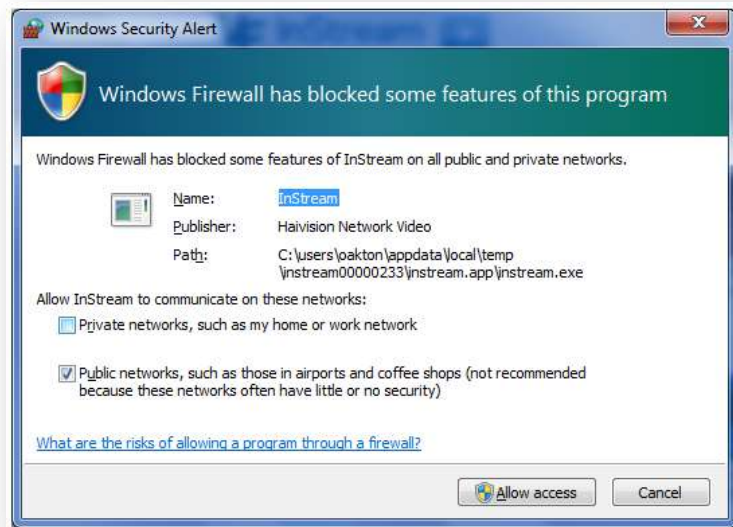 Windows Security Alert
InStream
Windows Firewall has blocked some features of this program
Windows Firewall has blocked some features of InStream on all public and private networks.
Name: InStream
Publisher: Haivision Network Video
Path: C:\users\oakton\appdata\local\temp
\instream00000233\instream.app\instream.exe
Allow InStream to communicate on these networks:
Private networks, such as my home or work network
Public networks, such as those in airports and coffee shops (not recommended
because these networks often have little or no security)
What are the risks of allowing a program through a firewall?
Allow access Cancel